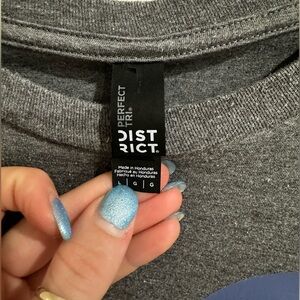 PERFECT
TRI®
DIST
RICT®
Made in Honduras
Fabriqué au Honduras
Hecho en Honduras
L | G | G